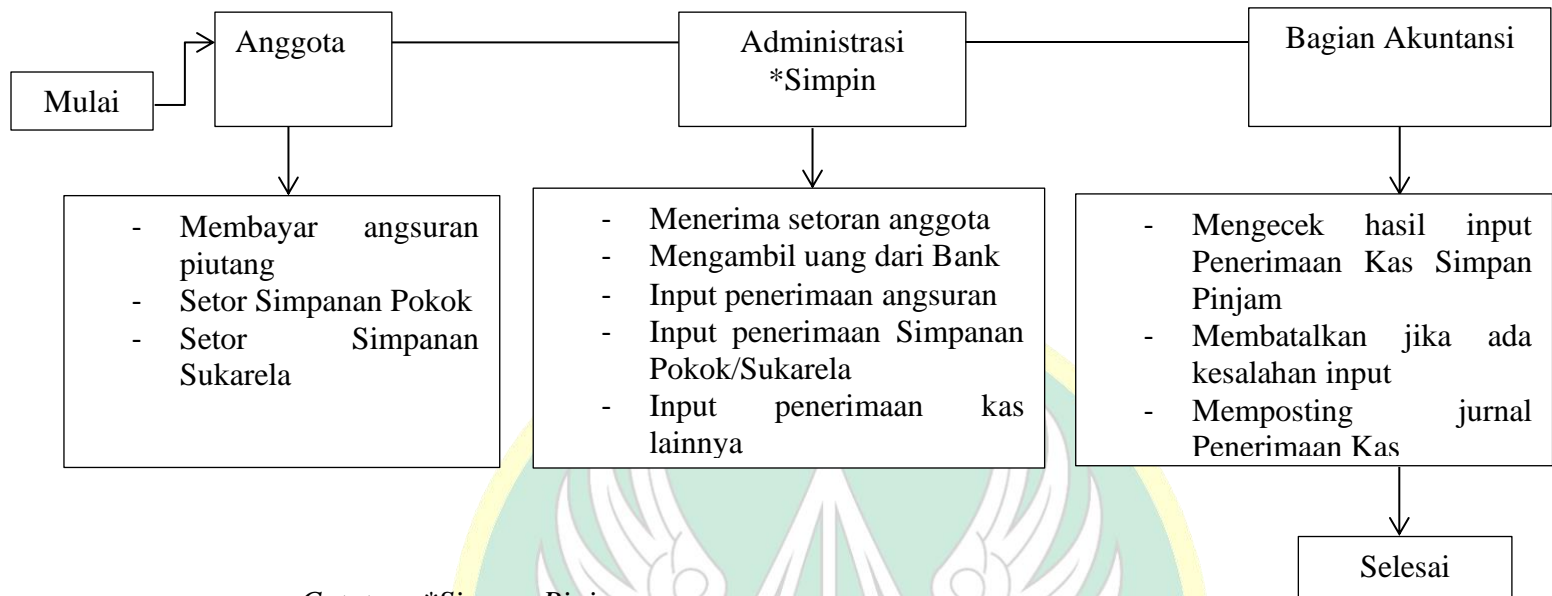 Mulai
Anggota
Administrasi
*Simpin
Bagian Akuntansi
- Membayar angsuran
piutang
- Setor Simpanan Pokok
- Setor Simpanan
Sukarela
- Menerima setoran anggota
- Mengambil uang dari Bank
- Input penerimaan angsuran
- Input penerimaan Simpanan
Pokok/Sukarela
- Input penerimaan kas
lainnya
- Mengecek hasil input
Penerimaan Kas Simpan
Pinjam
- Membatalkan jika ada
kesalahan input
- Memposting jurnal
Penerimaan Kas
Selesai